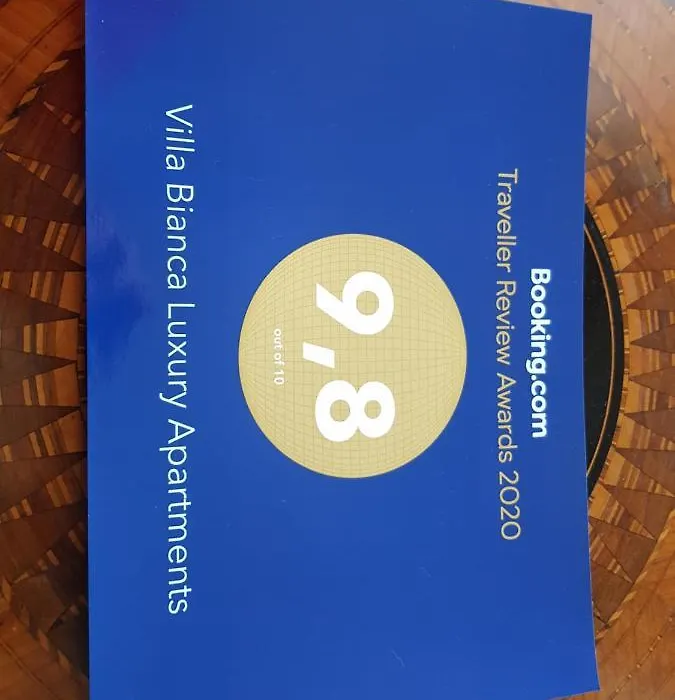 Booking.com
Traveller Review Awards 2020
9,8
out of 10
Villa Bianca Luxury Apartments